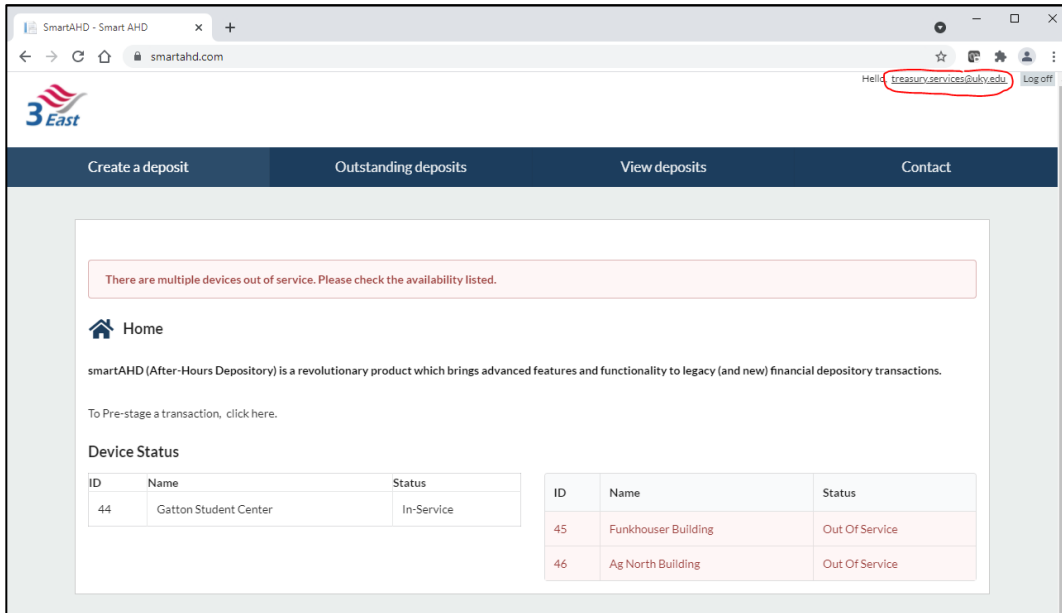 SmartAHD - Smart AHD
smartahd.com
Hello, treasury.services@uky.edu Log off
3 East
Create a deposit Outstanding deposits View deposits Contact
There are multiple devices out of service. Please check the availability listed.
Home
smartAHD (After-Hours Depository) is a revolutionary product which brings advanced features and functionality to legacy (and new) financial depository transactions.
To Pre-stage a transaction, click here.
Device Status
ID Name Status
44 Gatton Student Center In-Service
ID Name Status
45 Funkhouser Building Out Of Service
46 Ag North Building Out Of Service